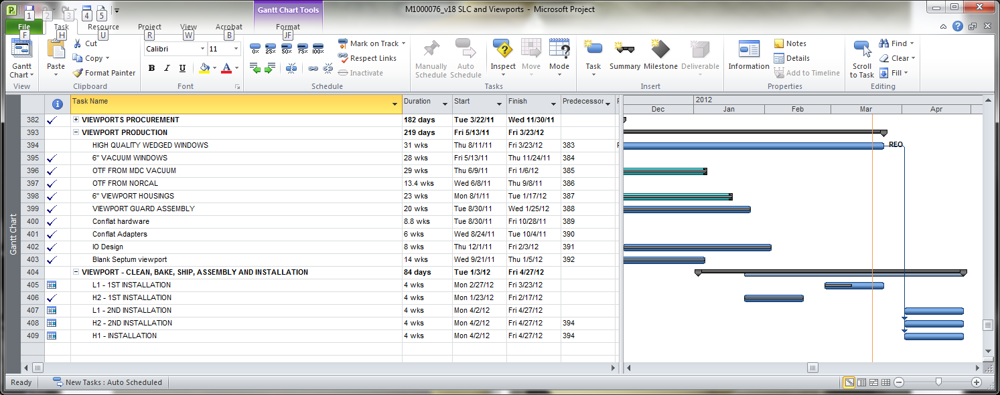 M1000076_v18 SLC and Viewports - Microsoft Project
Gantt Chart Tools
1 2 3 4 5
File Task Resource Project View Acrobat Format
F H U R W B JF
Gantt Chart
View
Paste
Cut
Copy
Format Painter
Clipboard
Calibri 11
B I U A
Font
0% 25% 50% 75% 100%
Mark on Track
Respect Links
Inactivate
Schedule
Manually Schedule
Auto Schedule
Inspect
Move
Mode
Tasks
Task
Summary
Milestone
Deliverable
Insert
Information
Notes
Details
Add to Timeline
Properties
Scroll to Task
Find
Clear
Fill
Editing
Task Name Duration Start Finish Predecessor
2012
Dec Jan Feb Mar Apr
382 VIEWPORTS PROCUREMENT 182 days Tue 3/22/11 Wed 11/30/11
393 VIEWPORT PRODUCTION 219 days Fri 5/13/11 Fri 3/23/12
394 HIGH QUALITY WEDGED WINDOWS 31 wks Thu 8/11/11 Fri 3/23/12 383 REO
395 6" VACUUM WINDOWS 28 wks Fri 5/13/11 Thu 11/24/11 384
396 OTF FROM MDC VACUUM 29 wks Thu 6/9/11 Fri 1/6/12 385
397 OTF FROM NORCAL 13.4 wks Wed 6/8/11 Thu 9/8/11 386
398 6" VIEWPORT HOUSINGS 23 wks Mon 8/1/11 Tue 1/17/12 387
399 VIEWPORT GUARD ASSEMBLY 20 wks Tue 8/30/11 Wed 1/25/12 388
400 Conflat hardware 8.8 wks Tue 8/30/11 Fri 10/28/11 389
401 Conflat Adapters 6 wks Wed 8/24/11 Tue 10/4/11 390
402 IO Design 8 wks Thu 12/1/11 Fri 2/3/12 391
403 Blank Septum viewport 14 wks Wed 9/21/11 Thu 1/5/12 392
404 VIEWPORT - CLEAN, BAKE, SHIP, ASSEMBLY AND INSTALLATION 84 days Tue 1/3/12 Fri 4/27/12
405 L1 - 1ST INSTALLATION 4 wks Mon 2/27/12 Fri 3/23/12
406 H2 - 1ST INSTALLATION 4 wks Mon 1/23/12 Fri 2/17/12
407 L1 - 2ND INSTALLATION 4 wks Mon 4/2/12 Fri 4/27/12
408 H2 - 2ND INSTALLATION 4 wks Mon 4/2/12 Fri 4/27/12 394
409 H1 - INSTALLATION 4 wks Mon 4/2/12 Fri 4/27/12 394
Gantt Chart
Ready New Tasks : Auto Scheduled